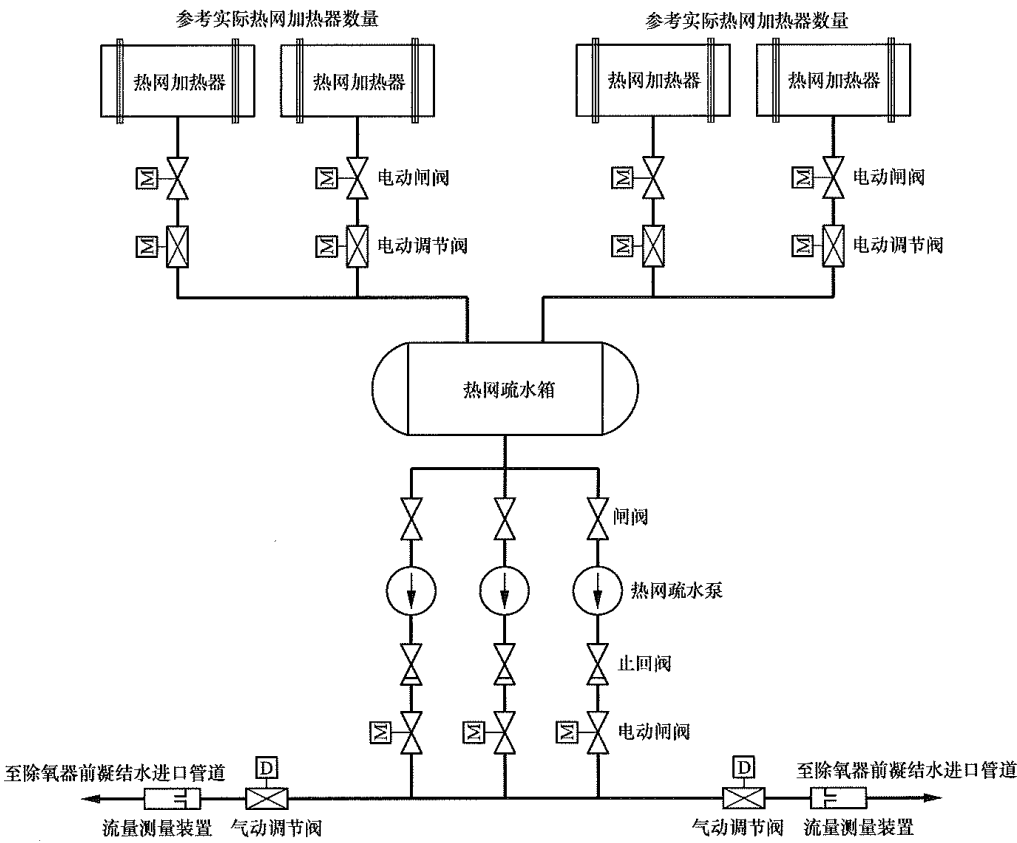 参考实际热网加热器数量
参考实际热网加热器数量
热网加热器
热网加热器
热网加热器
热网加热器
M
M
电动闸阀
M
M
电动闸阀
M
M
电动调节阀
M
M
电动调节阀
热网疏水箱
闸阀
热网疏水泵
止回阀
M
M
M
电动闸阀
至除氧器前凝结水进口管道
D
D
至除氧器前凝结水进口管道
流量测量装置
气动调节阀
气动调节阀
流量测量装置